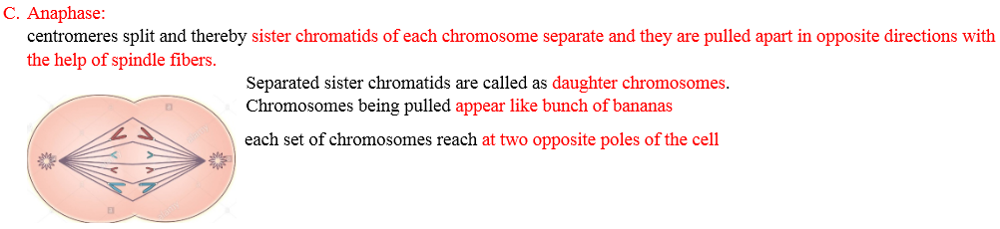 C. Anaphase:
centromeres split and thereby sister chromatids of each chromosome separate and they are pulled apart in opposite directions with
the help of spindle fibers.
Separated sister chromatids are called as daughter chromosomes.
Chromosomes being pulled appear like bunch of bananas
each set of chromosomes reach at two opposite poles of the cell